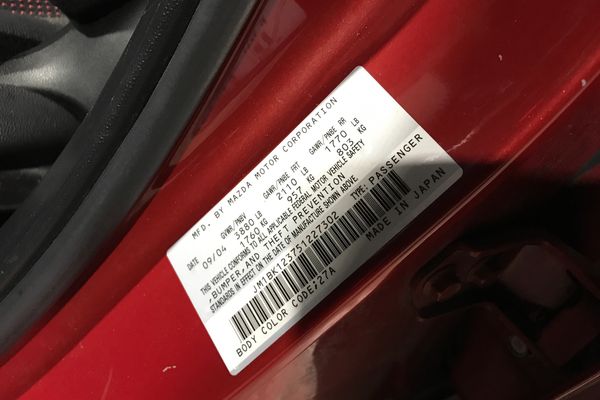 MFD. BY MAZDA MOTOR CORPORATION
DATE GVWR/PNBV GAWR/PNBE FRT GAWR/PNBE RR
09/04 3880 LB 2110 LB 1770 LB
1760 KG 957 KG 803 KG
THIS VEHICLE CONFORMS TO ALL APPLICABLE FEDERAL MOTOR VEHICLE SAFETY
,BUMPER, AND THEFT PREVENTION
STANDARDS IN EFFECT ON THE DATE OF MANUFACTURE SHOWN ABOVE
JM1BK123751227302 TYPE: PASSENGER
BODY COLOR CODE:27A MADE IN JAPAN